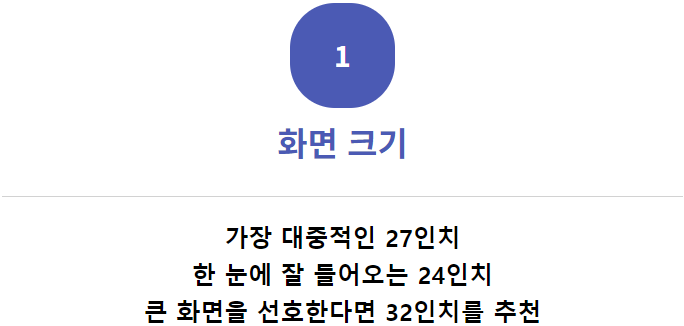 1
화면 크기
가장 대중적인 27인치
한 눈에 잘 들어오는 24인치
큰 화면을 선호한다면 32인치를 추천